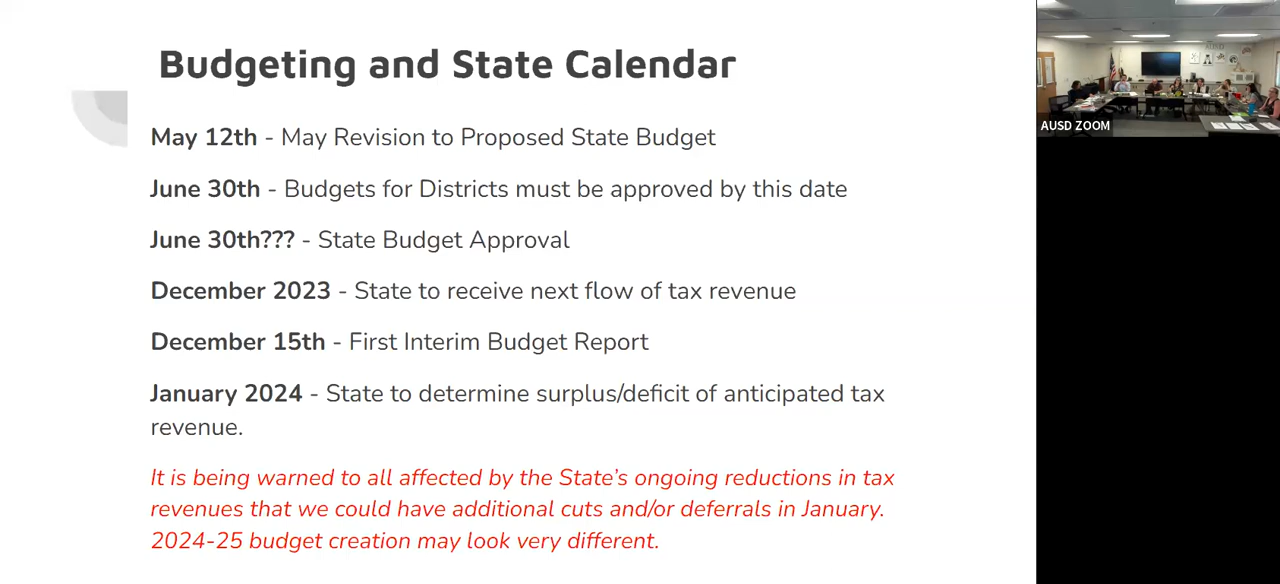 Budgeting and State Calendar
May 12th - May Revision to Proposed State Budget
June 30th - Budgets for Districts must be approved by this date
June 30th??? - State Budget Approval
December 2023 - State to receive next flow of tax revenue
December 15th - First Interim Budget Report
January 2024 - State to determine surplus/deficit of anticipated tax
revenue.
It is being warned to all affected by the State’s ongoing reductions in tax
revenues that we could have additional cuts and/or deferrals in January.
2024-25 budget creation may look very different.
AUSD ZOOM